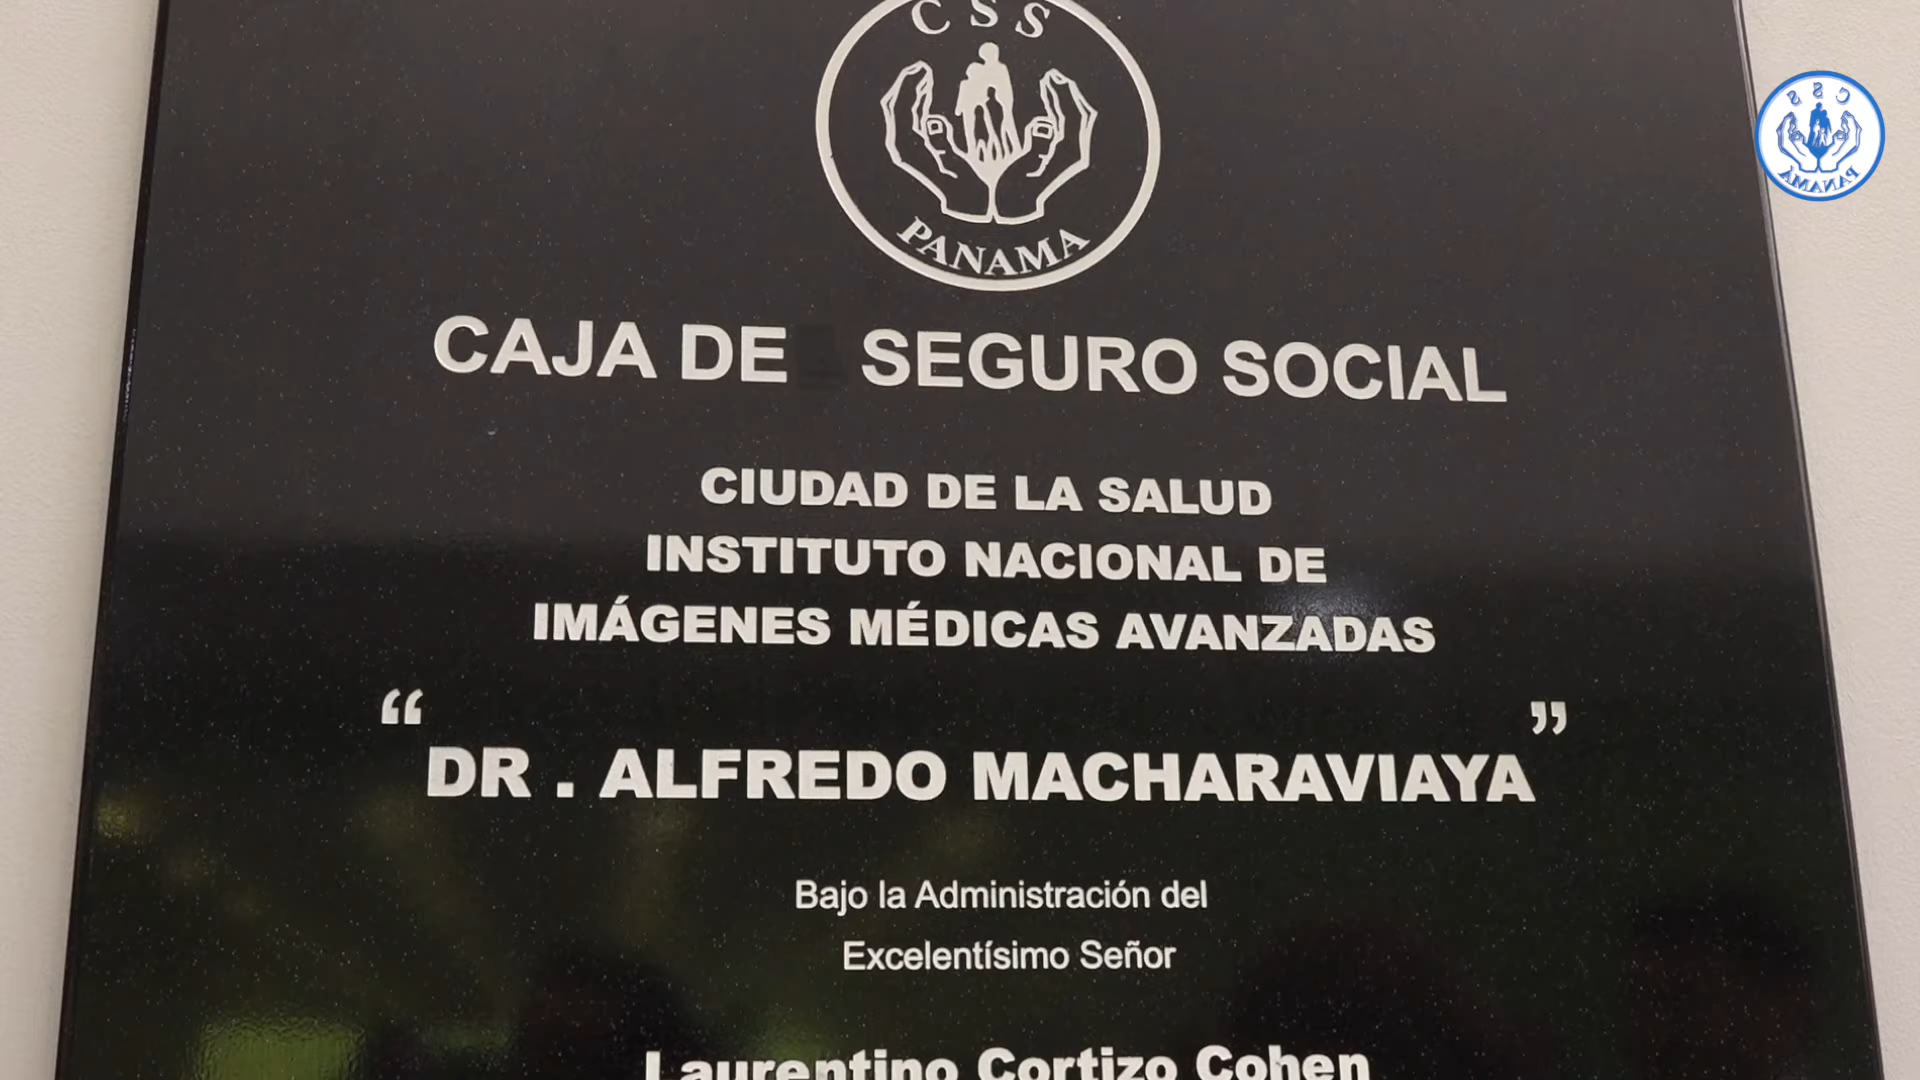 CSS
PANAMA
CSS
PANAMÁ
CAJA DE SEGURO SOCIAL
CIUDAD DE LA SALUD
INSTITUTO NACIONAL DE
IMÁGENES MÉDICAS AVANZADAS
“DR . ALFREDO MACHARAVIAYA”
Bajo la Administración del
Excelentísimo Señor
Laurentino Cortizo Cohen